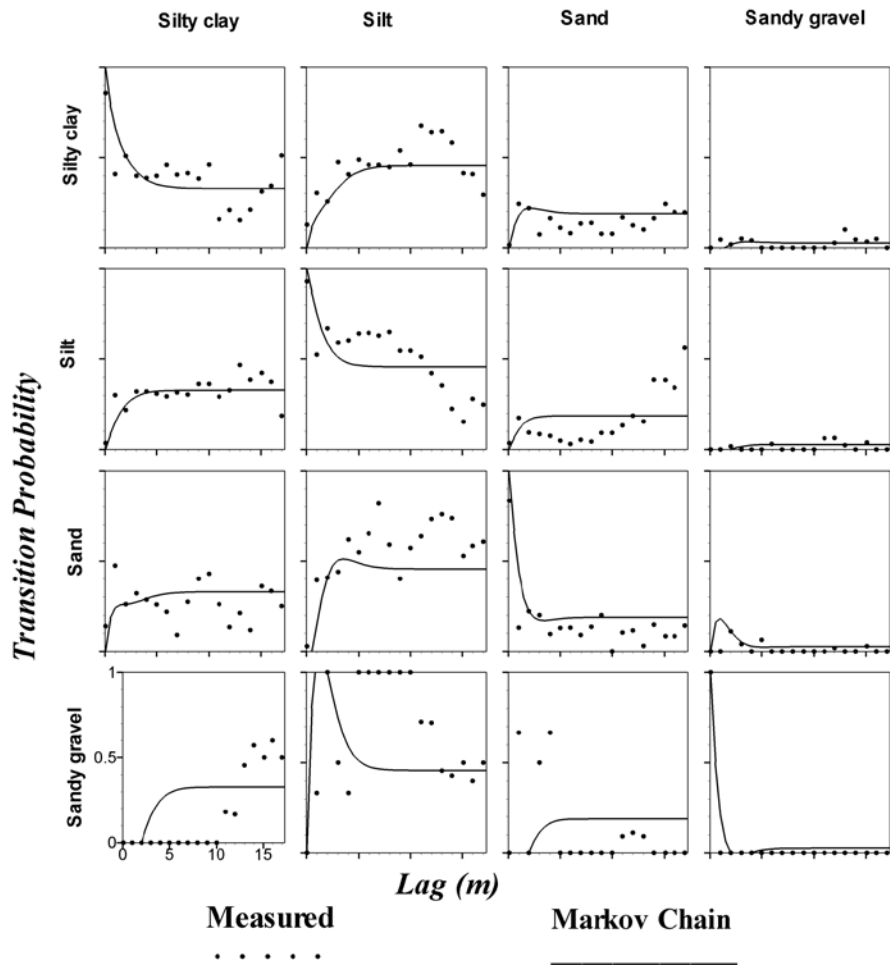 Silty clay Silt Sand Sandy gravel
Silty clay
Silt
Sand
Sandy gravel
Transition Probability
1
0.5
0
0 5 10 15
Lag (m)
Measured Markov Chain